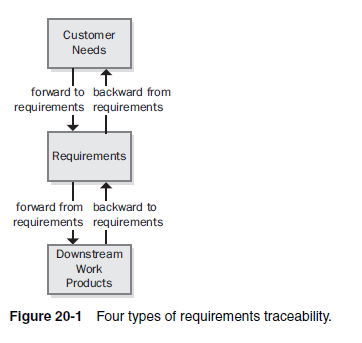 Customer
Needs
forward to backward from
requirements requirements
Requirements
forward from backward to
requirements requirements
Downstream
Work
Products
Figure 20-1 Four types of requirements traceability.